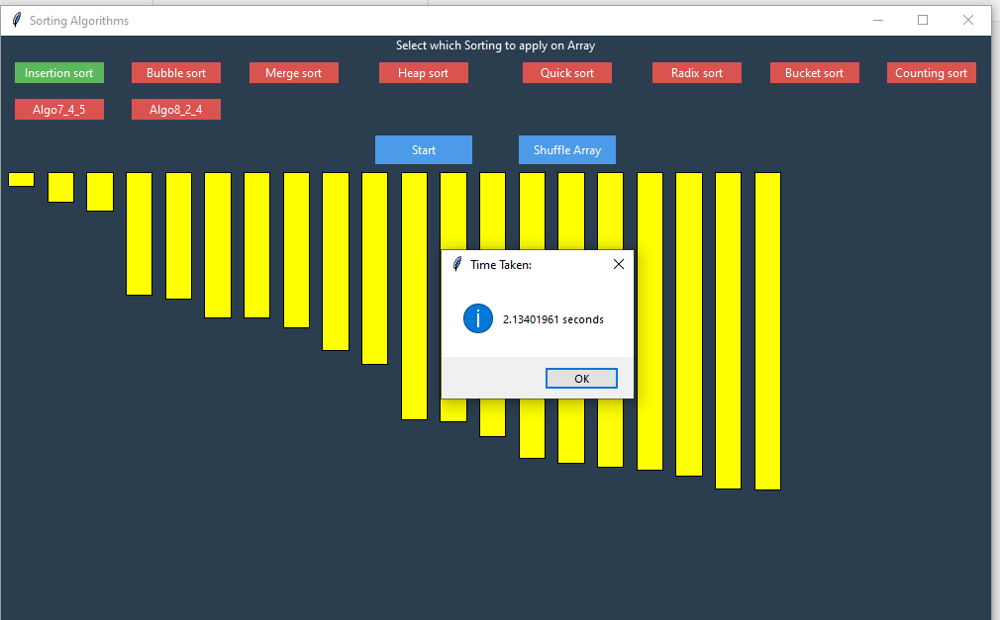 Sorting Algorithms
Select which Sorting to apply on Array
Insertion sort Bubble sort Merge sort Heap sort Quick sort Radix sort Bucket sort Counting sort
Algo7_4_5 Algo8_2_4
Start Shuffle Array
Time Taken:
2.13401961 seconds
OK